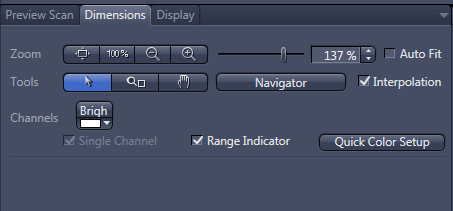 Preview Scan Dimensions Display
Zoom 100% 137 % Auto Fit
Tools Navigator Interpolation
Channels Brigh
Single Channel Range Indicator Quick Color Setup